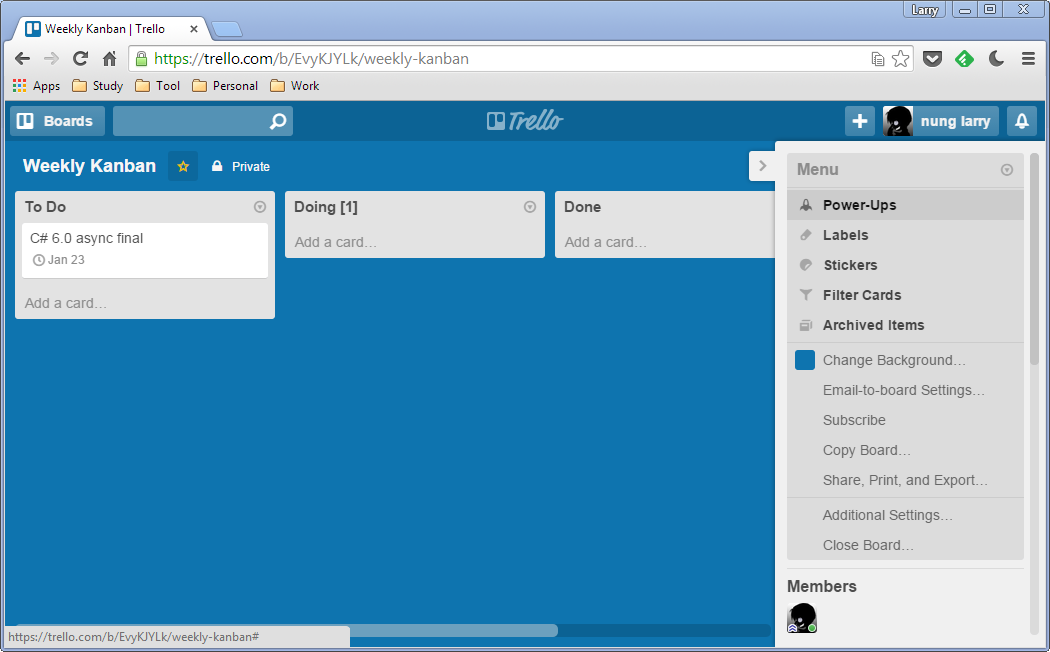 Larry
Weekly Kanban | Trello
https://trello.com/b/EvyKJYLk/weekly-kanban
Apps Study Tool Personal Work
Boards Trello nung larry
Weekly Kanban Private
To Do
C# 6.0 async final
Jan 23
Add a card…
Doing [1]
Add a card…
Done
Add a card…
Menu
Power-Ups
Labels
Stickers
Filter Cards
Archived Items
Change Background…
Email-to-board Settings…
Subscribe
Copy Board…
Share, Print, and Export…
Additional Settings…
Close Board…
Members
https://trello.com/b/EvyKJYLk/weekly-kanban#